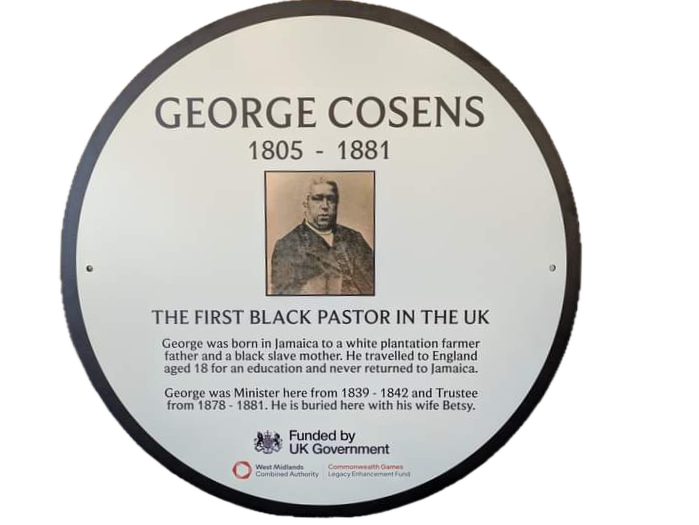 GEORGE COSENS
1805 - 1881
THE FIRST BLACK PASTOR IN THE UK
George was born in Jamaica to a white plantation farmer
father and a black slave mother. He travelled to England
aged 18 for an education and never returned to Jamaica.
George was Minister here from 1839 - 1842 and Trustee
from 1878 - 1881. He is buried here with his wife Betsy.
Funded by
UK Government
West Midlands
Combined Authority
Commonwealth Games
Legacy Enhancement Fund